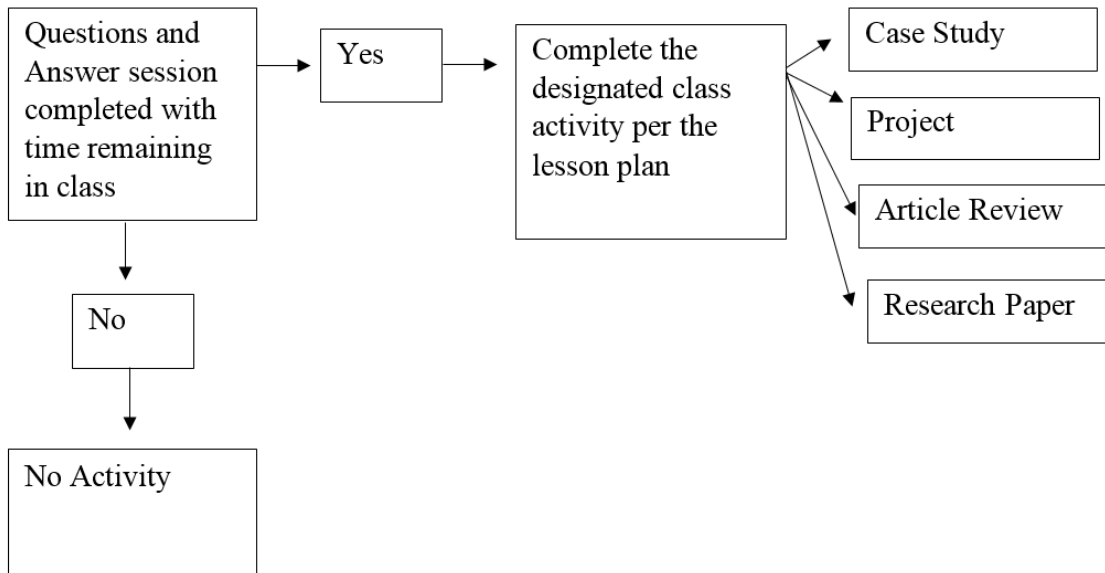 Questions and
Answer session
completed with
time remaining
in class
Yes
Complete the
designated class
activity per the
lesson plan
Case Study
Project
Article Review
Research Paper
No
No Activity